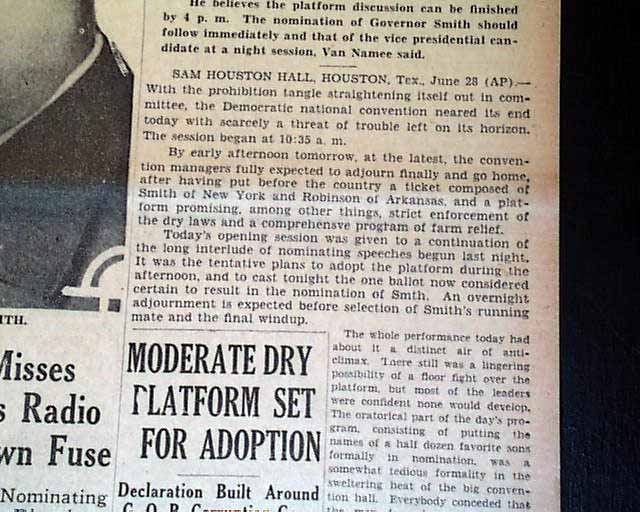 He believes the platform discussion can be finished
by 4 p. m. The nomination of Governor Smith should
follow immediately and that of the vice presidential can-
didate at a night session, Van Namee said.
SAM HOUSTON HALL, HOUSTON, Tex., June 28 (AP).—
With the prohibition tangle straightening itself out in com-
mittee, the Democratic national convention neared its end
today with scarcely a threat of trouble left on its horizon.
The session began at 10:35 a. m.
By early afternoon tomorrow, at the latest, the conven-
tion managers fully expected to adjourn finally and go home,
after having put before the country a ticket composed of
Smith of New York and Robinson of Arkansas, and a plat-
form promising, among other things, strict enforcement of
the dry laws and a comprehensve program of farm relief.
Today's opening session was given to a continuation of
the long interlude of nominating speeches begun last night.
It was the tentative plans to adopt the platform during the
afternoon, and to cast tonight the one ballot now considered
certain to result in the nomination of Smth. An overnight
adjournment is expected before selection of Smith's running
mate and the final windup.
The whole performance today had
about it a distinct air of anti-
climax. There still was a lingering
possibility of a floor fight over the
platform, but most of the leaders
were confident none would develop.
The oratorical part of the day's pro-
gram, consisting of putting the
names of a half dozen favorite sons
formally in nomination, was a
somewhat tedious formality in the
sweltering heat of the big conven-
tion hall. Everybody conceded that
MODERATE DRY
PLATFORM SET
FOR ADOPTION
Declaration Built Around
G. O. P. Corruption
ITH.
Misses
s Radio
wn Fuse
Nominating